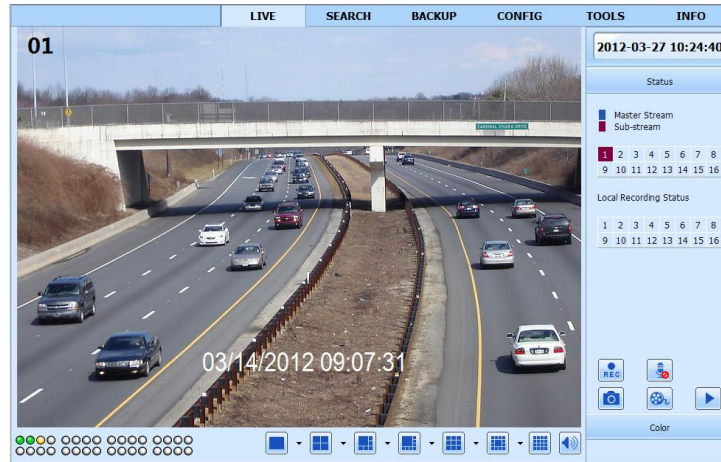 LIVE SEARCH BACKUP CONFIG TOOLS INFO
01
2012-03-27 10:24:40
Status
Master Stream
Sub-stream
1 2 3 4 5 6 7 8
9 10 11 12 13 14 15 16
Local Recording Status
1 2 3 4 5 6 7 8
9 10 11 12 13 14 15 16
CARDINAL DRIVE
03/14/2012 09:07:31
REC
Color